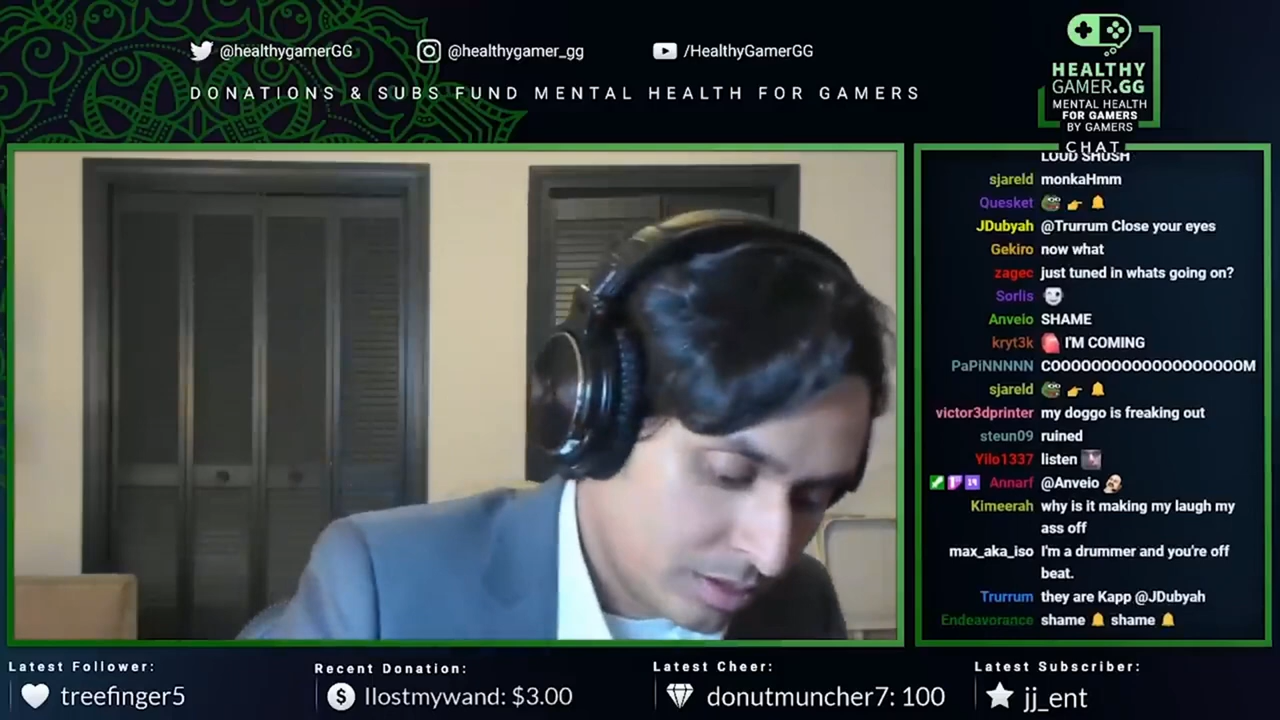 @healthygamerGG
@healthygamer_gg
/HealthyGamerGG
DONATIONS & SUBS FUND MENTAL HEALTH FOR GAMERS
HEALTHY
GAMER.GG
MENTAL HEALTH
FOR GAMERS
BY GAMERS
CHAT
LOUD SHUSH
sjareld monkaHmm
Quesket
JDubyah @Trurrum Close your eyes
Gekiro now what
zagec just tuned in whats going on?
Sorlis
Anveio SHAME
kryt3k I'M COMING
PaPiNNNNN COOOOOOOOOOOOOOOOOOM
sjareld
victor3dprinter my doggo is freaking out
steun09 ruined
Yilo1337 listen
Annarf @Anveio
Kimeerah why is it making my laugh my
ass off
max_aka_iso I'm a drummer and you're off
beat.
Trurrum they are Kapp @JDubyah
Endeavorance shame shame
Latest Follower:
treefinger5
Recent Donation:
llostmywand: $3.00
Latest Cheer:
donutmuncher7: 100
Latest Subscriber:
jj_ent